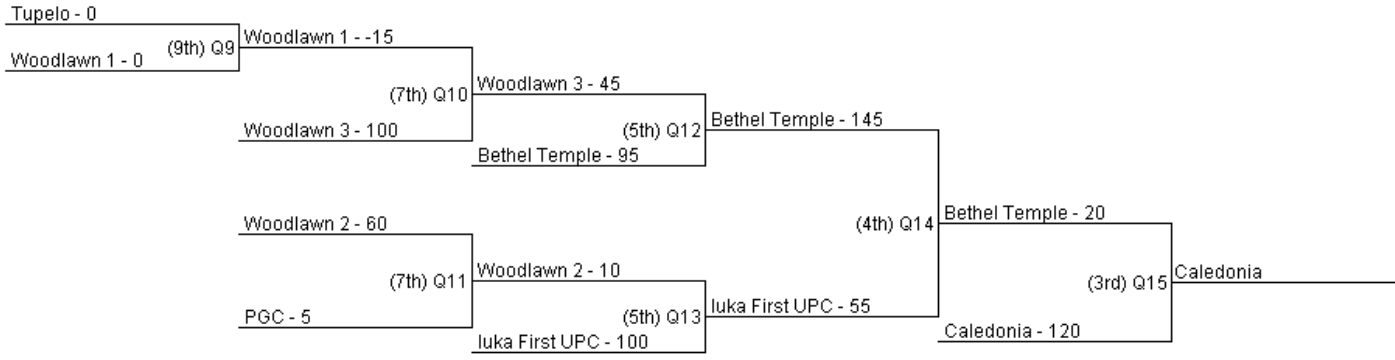 Tupelo - 0
(9th) Q9
Woodlawn 1 - 0
Woodlawn 1 - -15
(7th) Q10
Woodlawn 3 - 100
Woodlawn 3 - 45
(5th) Q12
Bethel Temple - 95
Bethel Temple - 145
Woodlawn 2 - 60
(7th) Q11
PGC - 5
Woodlawn 2 - 10
(5th) Q13
Iuka First UPC - 100
Iuka First UPC - 55
(4th) Q14
Bethel Temple - 20
(3rd) Q15
Caledonia - 120
Caledonia